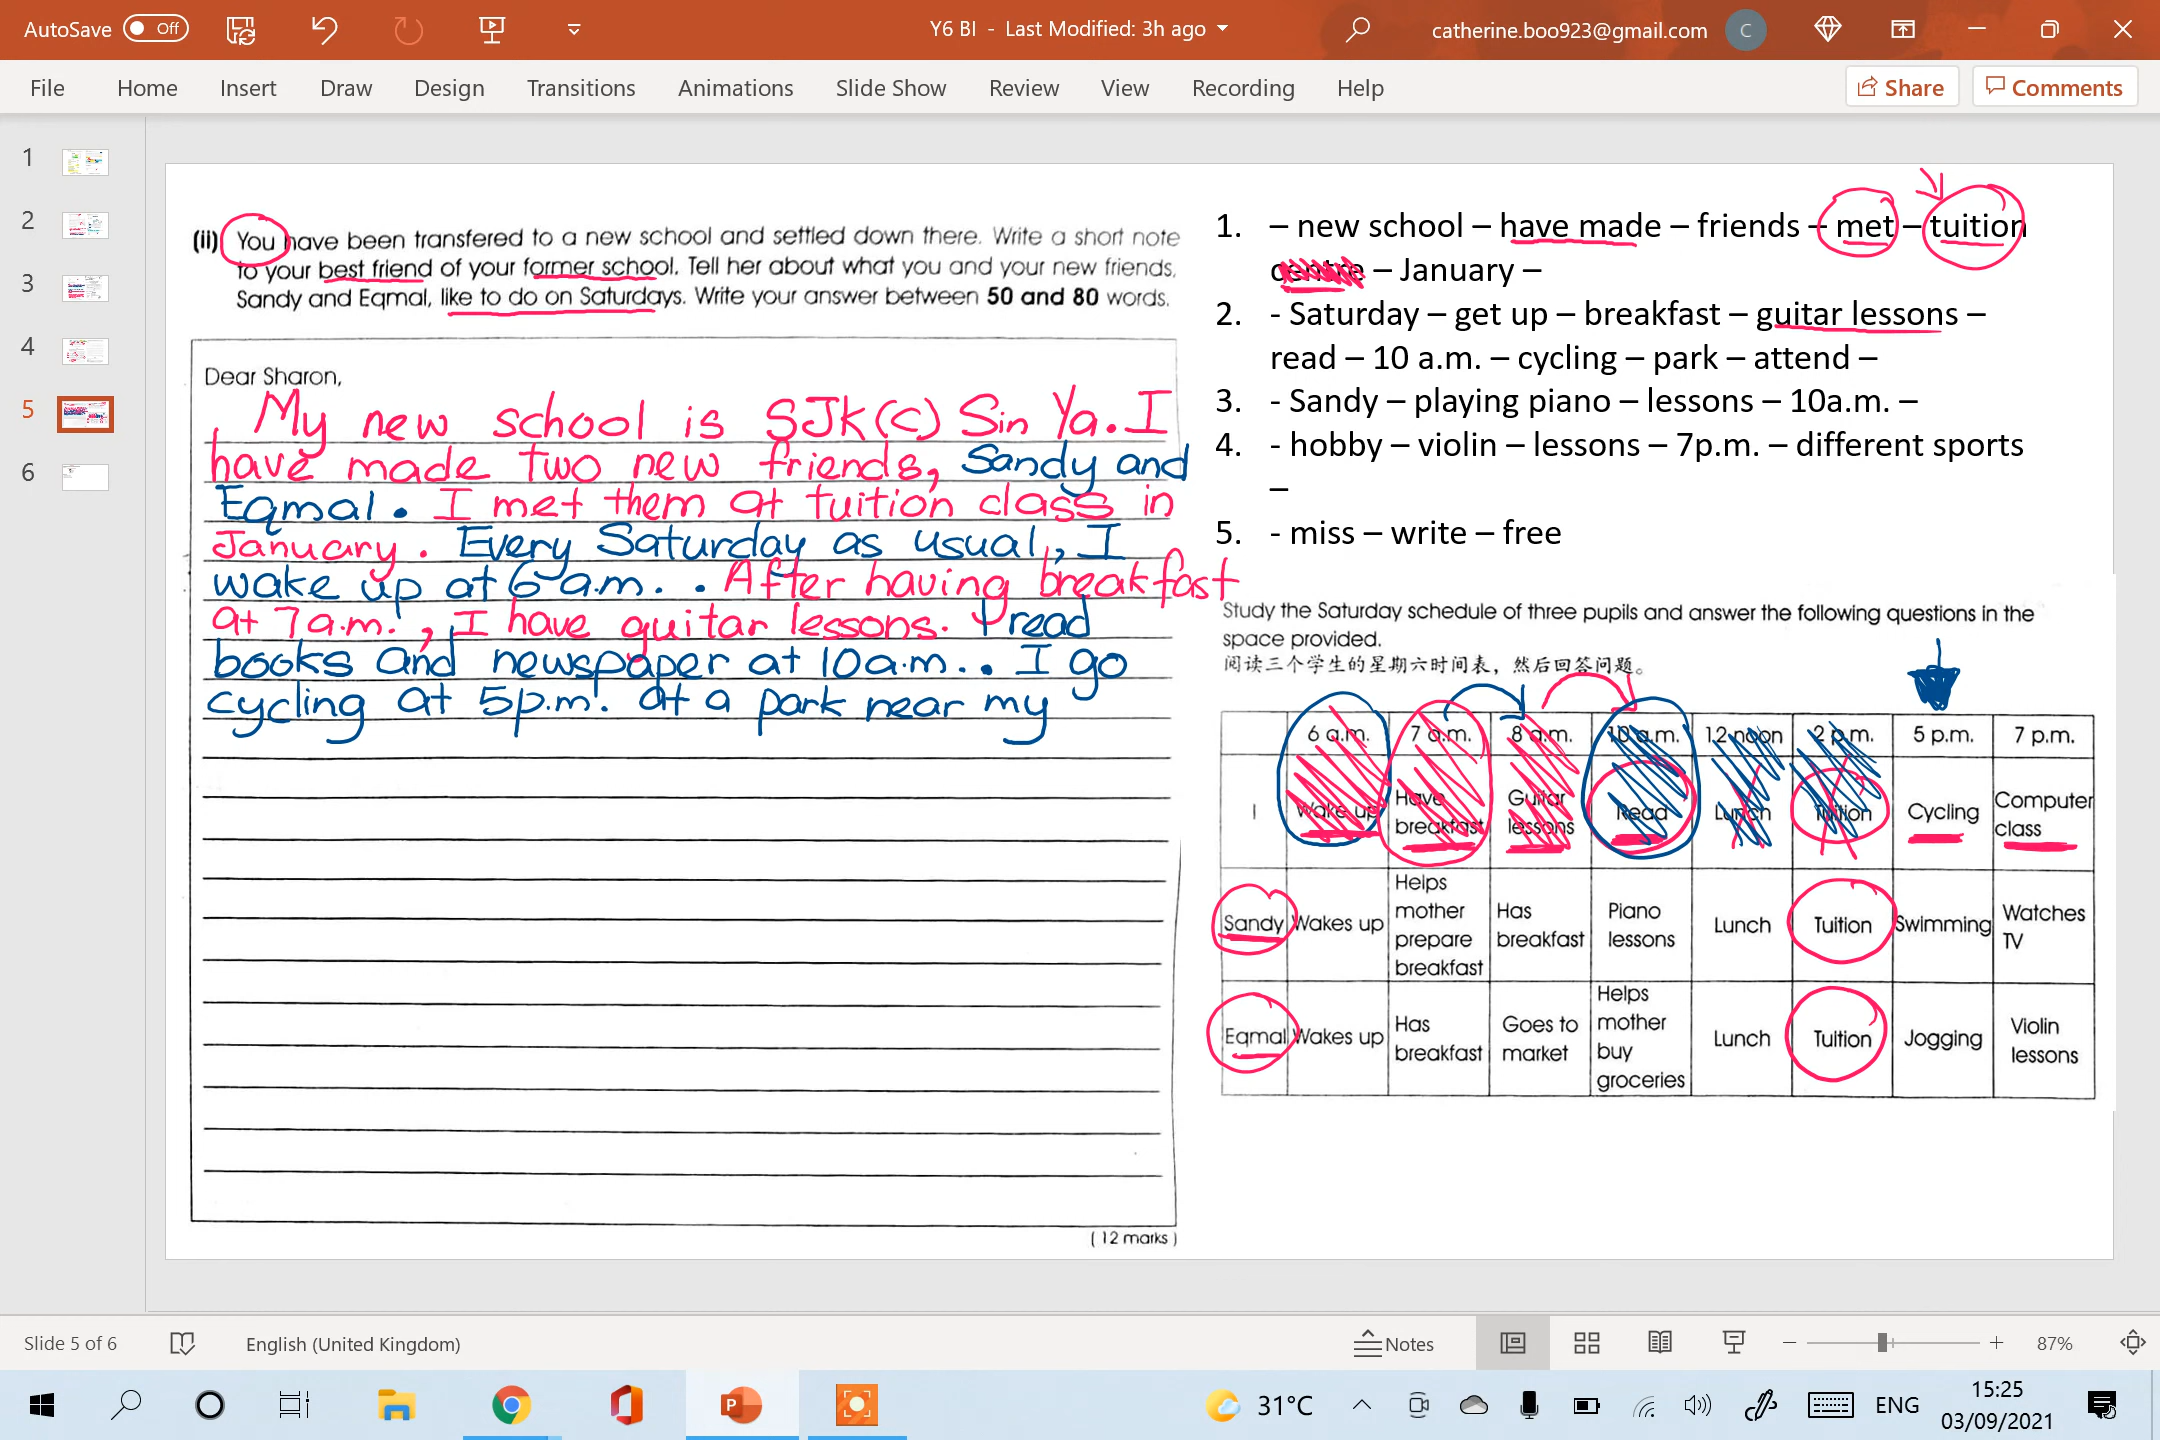 AutoSave Off
Y6 BI - Last Modified: 3h ago
catherine.boo923@gmail.com
C
File Home Insert Draw Design Transitions Animations Slide Show Review View Recording Help
Share Comments
1
2
3
4
5
6
(ii) You have been transfered to a new school and settled down there. Write a short note
to your best friend of your former school. Tell her about what you and your new friends,
Sandy and Eqmal, like to do on Saturdays. Write your answer between 50 and 80 words.
Dear Sharon,
My new school is SJK(C) Sin Ya. I
have made two new friends, Sandy and
Eqmal. I met them at tuition class in
January. Every Saturday as usual, I
wake up at 6 a.m.. After having breakfast
at 7a.m., I have guitar lessons. I read
books and newspaper at 10a.m.. I go
cycling at 5p.m. at a park near my
(12 marks)
1. – new school – have made – friends – met – tuition
centre – January –
2. - Saturday – get up – breakfast – guitar lessons –
read – 10 a.m. – cycling – park – attend –
3. - Sandy – playing piano – lessons – 10a.m. –
4. - hobby – violin – lessons – 7p.m. – different sports
–
5. - miss – write – free
Study the Saturday schedule of three pupils and answer the following questions in the
space provided.
阅读三个学生的星期六时间表，然后回答问题。
6 a.m. 7 a.m. 8 a.m. 10 a.m. 12 noon 2 p.m. 5 p.m. 7 p.m.
I Wake up Have breakfast Guitar lessons Read Lunch Tuition Cycling Computer class
Sandy Wakes up Helps mother prepare breakfast Has breakfast Piano lessons Lunch Tuition Swimming Watches TV
Eqmal Wakes up Has breakfast Goes to market Helps mother buy groceries Lunch Tuition Jogging Violin lessons
Slide 5 of 6 English (United Kingdom) Notes 87%
31°C ENG
15:25
03/09/2021